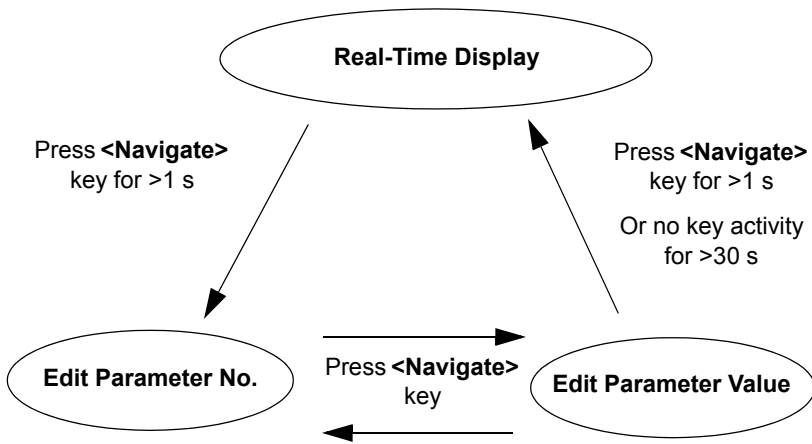 Real-Time Display
Press <Navigate>
key for >1 s
Press <Navigate>
key for >1 s
Or no key activity
for >30 s
Edit Parameter No.
Press <Navigate>
key
Edit Parameter Value